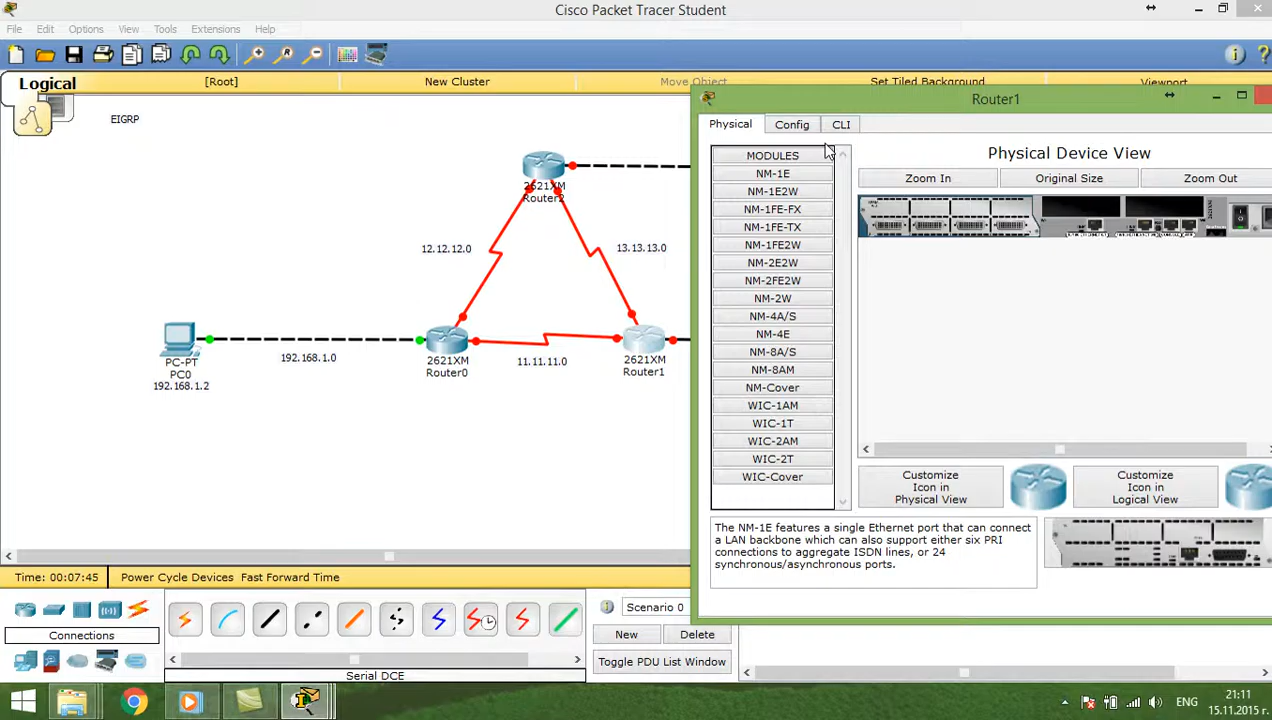 Cisco Packet Tracer Student
File Edit Options View Tools Extensions Help
Logical [Root] New Cluster Move Object Set Tiled Background Viewport
EIGRP
2621XM
Router2
12.12.12.0
13.13.13.0
192.168.1.0
11.11.11.0
PC-PT
PC0
192.168.1.2
2621XM
Router0
2621XM
Router1
Router1
Physical Config CLI
MODULES
NM-1E
NM-1E2W
NM-1FE-FX
NM-1FE-TX
NM-1FE2W
NM-2E2W
NM-2FE2W
NM-2W
NM-4A/S
NM-4E
NM-8A/S
NM-8AM
NM-Cover
WIC-1AM
WIC-1T
WIC-2AM
WIC-2T
WIC-Cover
Physical Device View
Zoom In Original Size Zoom Out
Customize
Icon in
Physical View
Customize
Icon in
Logical View
The NM-1E features a single Ethernet port that can connect
a LAN backbone which can also support either six PRI
connections to aggregate ISDN lines, or 24
synchronous/asynchronous ports.
Time: 00:07:45 Power Cycle Devices Fast Forward Time
Connections
Serial DCE
Scenario 0
New Delete
Toggle PDU List Window
ЕНГ
21:11
15.11.2015 г.